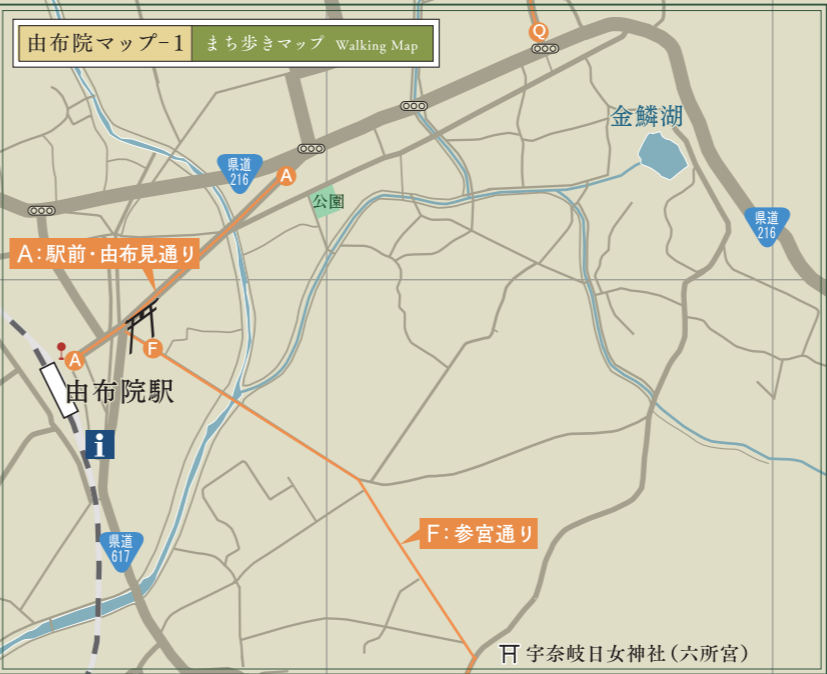 由布院マップ-1 まち歩きマップ Walking Map
Q
金鱗湖
県道
216
A
公園
県道
216
A:駅前・由布見通り
F
A
由布院駅
i
F:参宮通り
県道
617
宇奈岐日女神社(六所宮)